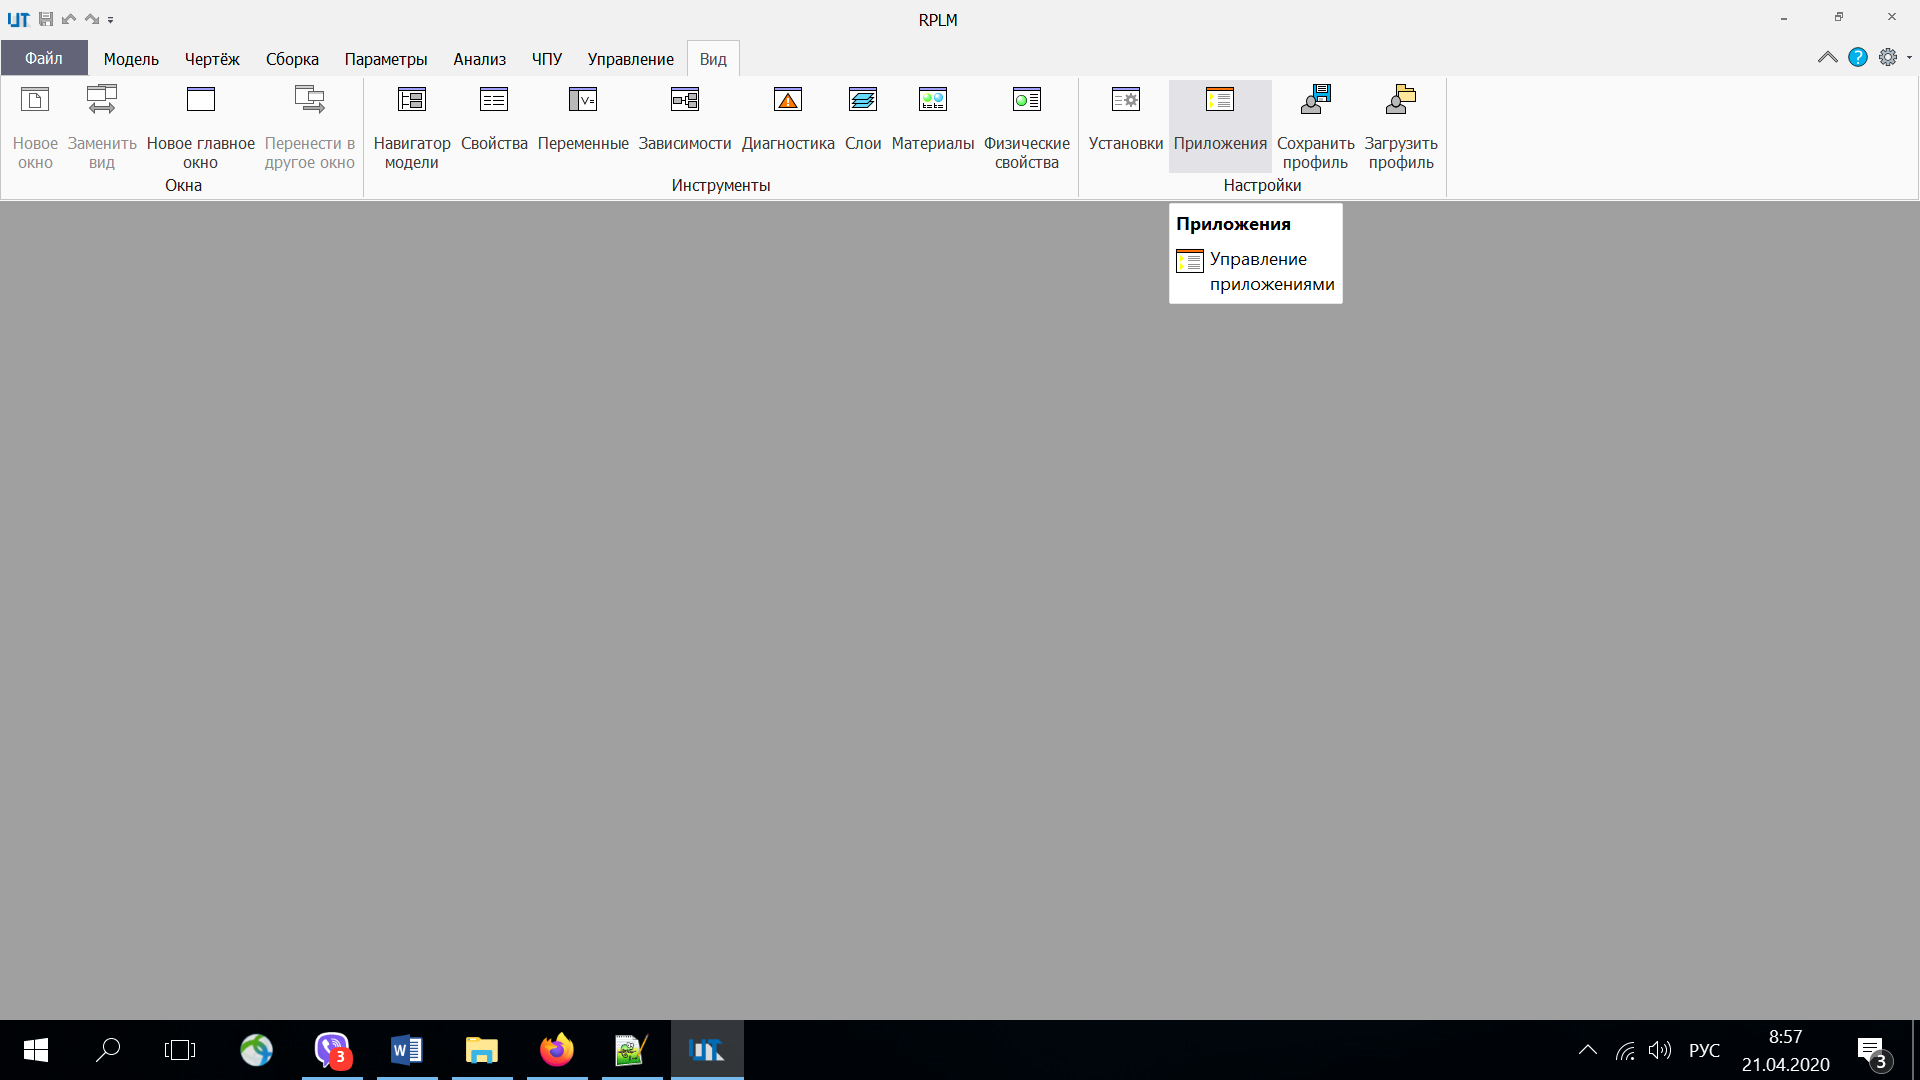 RPLM
Файл Модель Чертёж Сборка Параметры Анализ ЧПУ Управление Вид
Новое окно
Заменить вид
Новое главное окно
Перенести в другое окно
Окна
Навигатор модели
Свойства
Переменные
Зависимости
Диагностика
Слои
Материалы
Физические свойства
Инструменты
Установки
Приложения
Сохранить профиль
Загрузить профиль
Настройки
Приложения
Управление
приложениями
3
РУС
8:57
21.04.2020
3